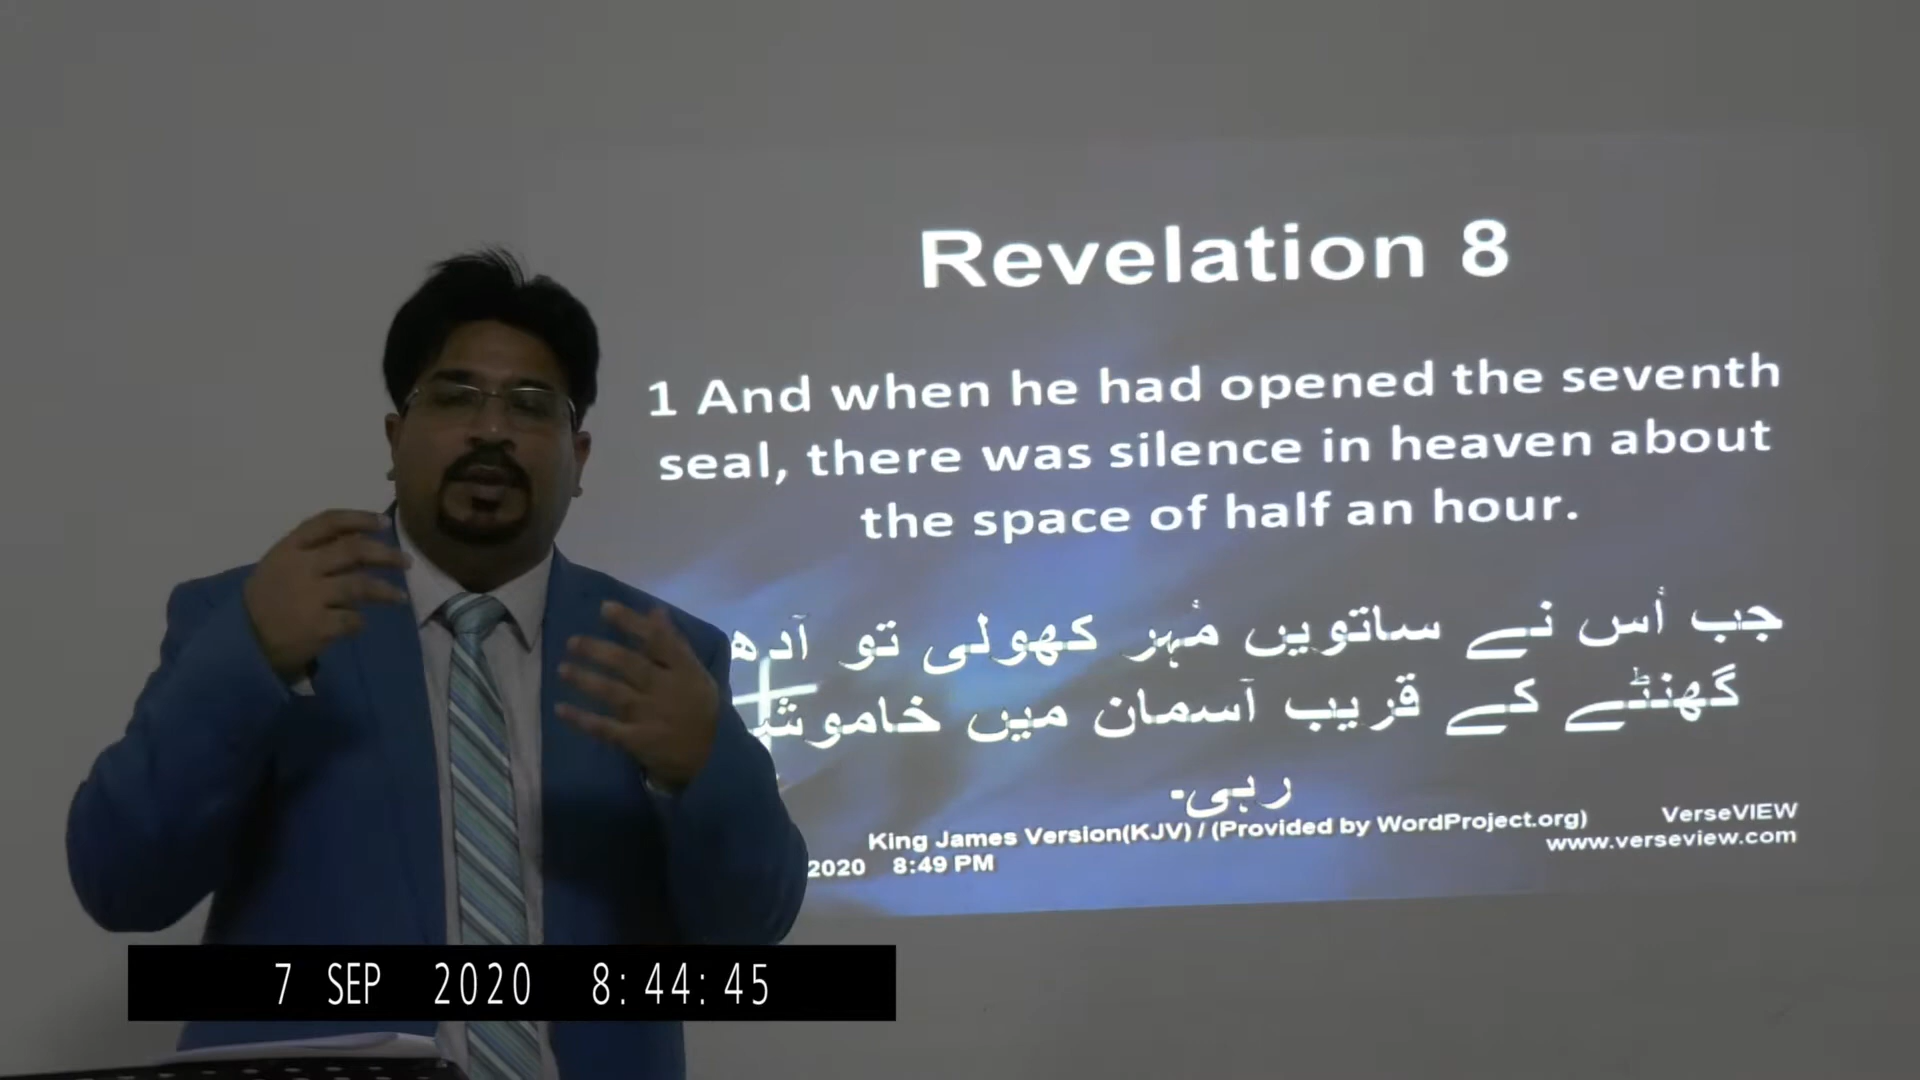 Revelation 8
1 And when he had opened the seventh
seal, there was silence in heaven about
the space of half an hour.
جب اُس نے ساتویں مُہر کھولی تو آدھ
گھنٹے کے قریب آسمان میں
رہی۔
King James Version(KJV) / (Provided by WordProject.org) VerseVIEW
www.verseview.com
2020 8:49 PM
7 SEP 2020 8:44:45